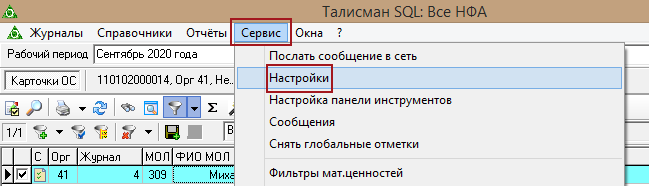 Талисман SQL: Все НФА
Журналы Справочники Отчёты Сервис Окна ?
Рабочий период Сентябрь 2020 года
Послать сообщение в сеть
Карточки ОС 110102000014, Орг 41, Не...
Настройки
Настройка панели инструментов
1/1
Сообщения
Снять глобальные отметки
С Орг Журнал МОЛ ФИО МОЛ
41 4 309 Миха
Фильтры мат.ценностей